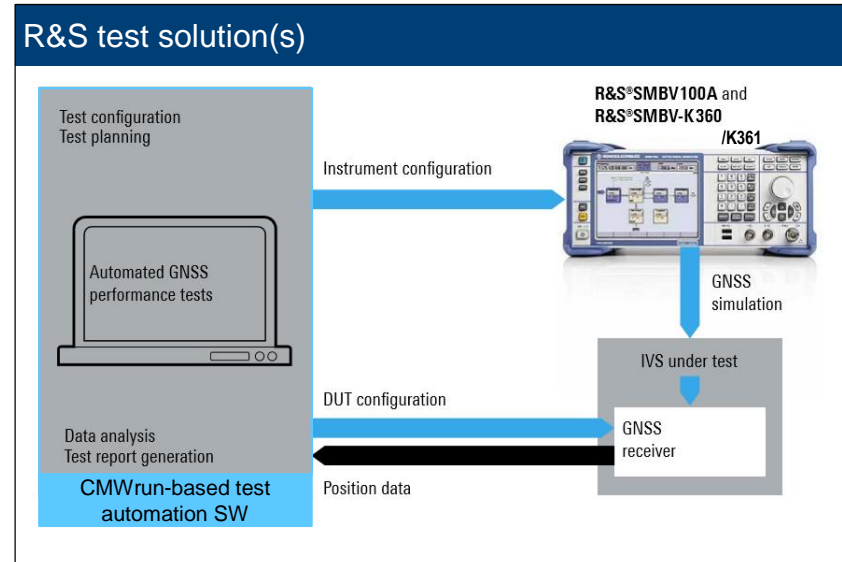 R&S test solution(s)
R&S®SMBV100A and
R&S®SMBV-K360
/K361
Test configuration
Test planning
Instrument configuration
Automated GNSS
performance tests
GNSS
simulation
IVS under test
DUT configuration
GNSS
receiver
Data analysis
Test report generation
Position data
CMWrun-based test
automation SW